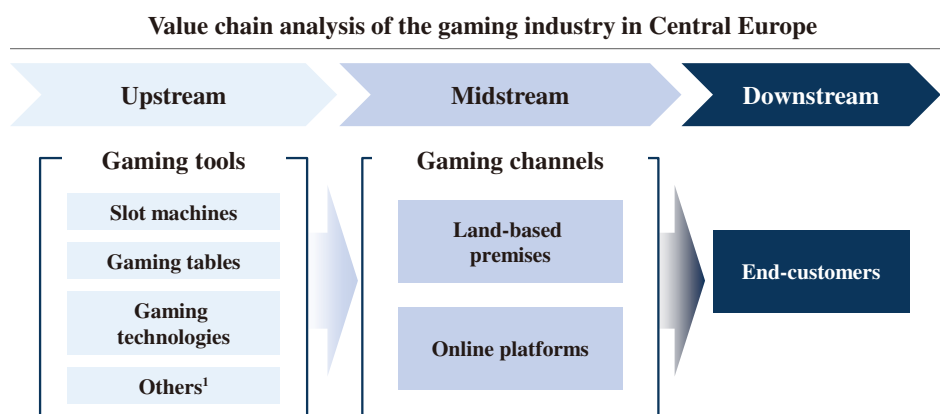 Value chain analysis of the gaming industry in Central Europe
Upstream
Midstream
Downstream
Gaming tools
Slot machines
Gaming tables
Gaming
technologies
Others¹
Gaming channels
Land-based
premises
Online platforms
End-customers